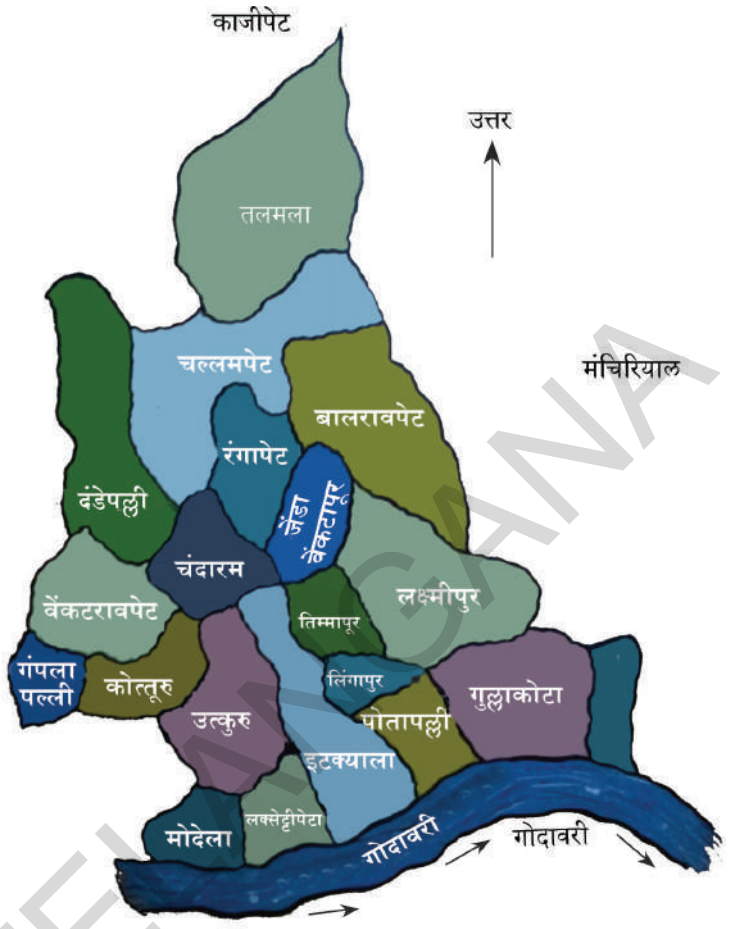 काजीपेट
उत्तर
तलमला
चल्लमपेट
मंचिरियाल
बालरावपेट
रंगापेट
दंडेपल्ली
जेंडा
वेंकटापूर
चंदारम
लक्ष्मीपुर
वेंकटरावपेट
तिम्मापूर
गंपला
पल्ली
कोत्तूरु
लिंगापुर
गुल्लाकोटा
उत्कुरु
पोतापल्ली
इटक्याला
लक्सेट्टीपेटा
मोदेला
गोदावरी
गोदावरी
TELANGANA